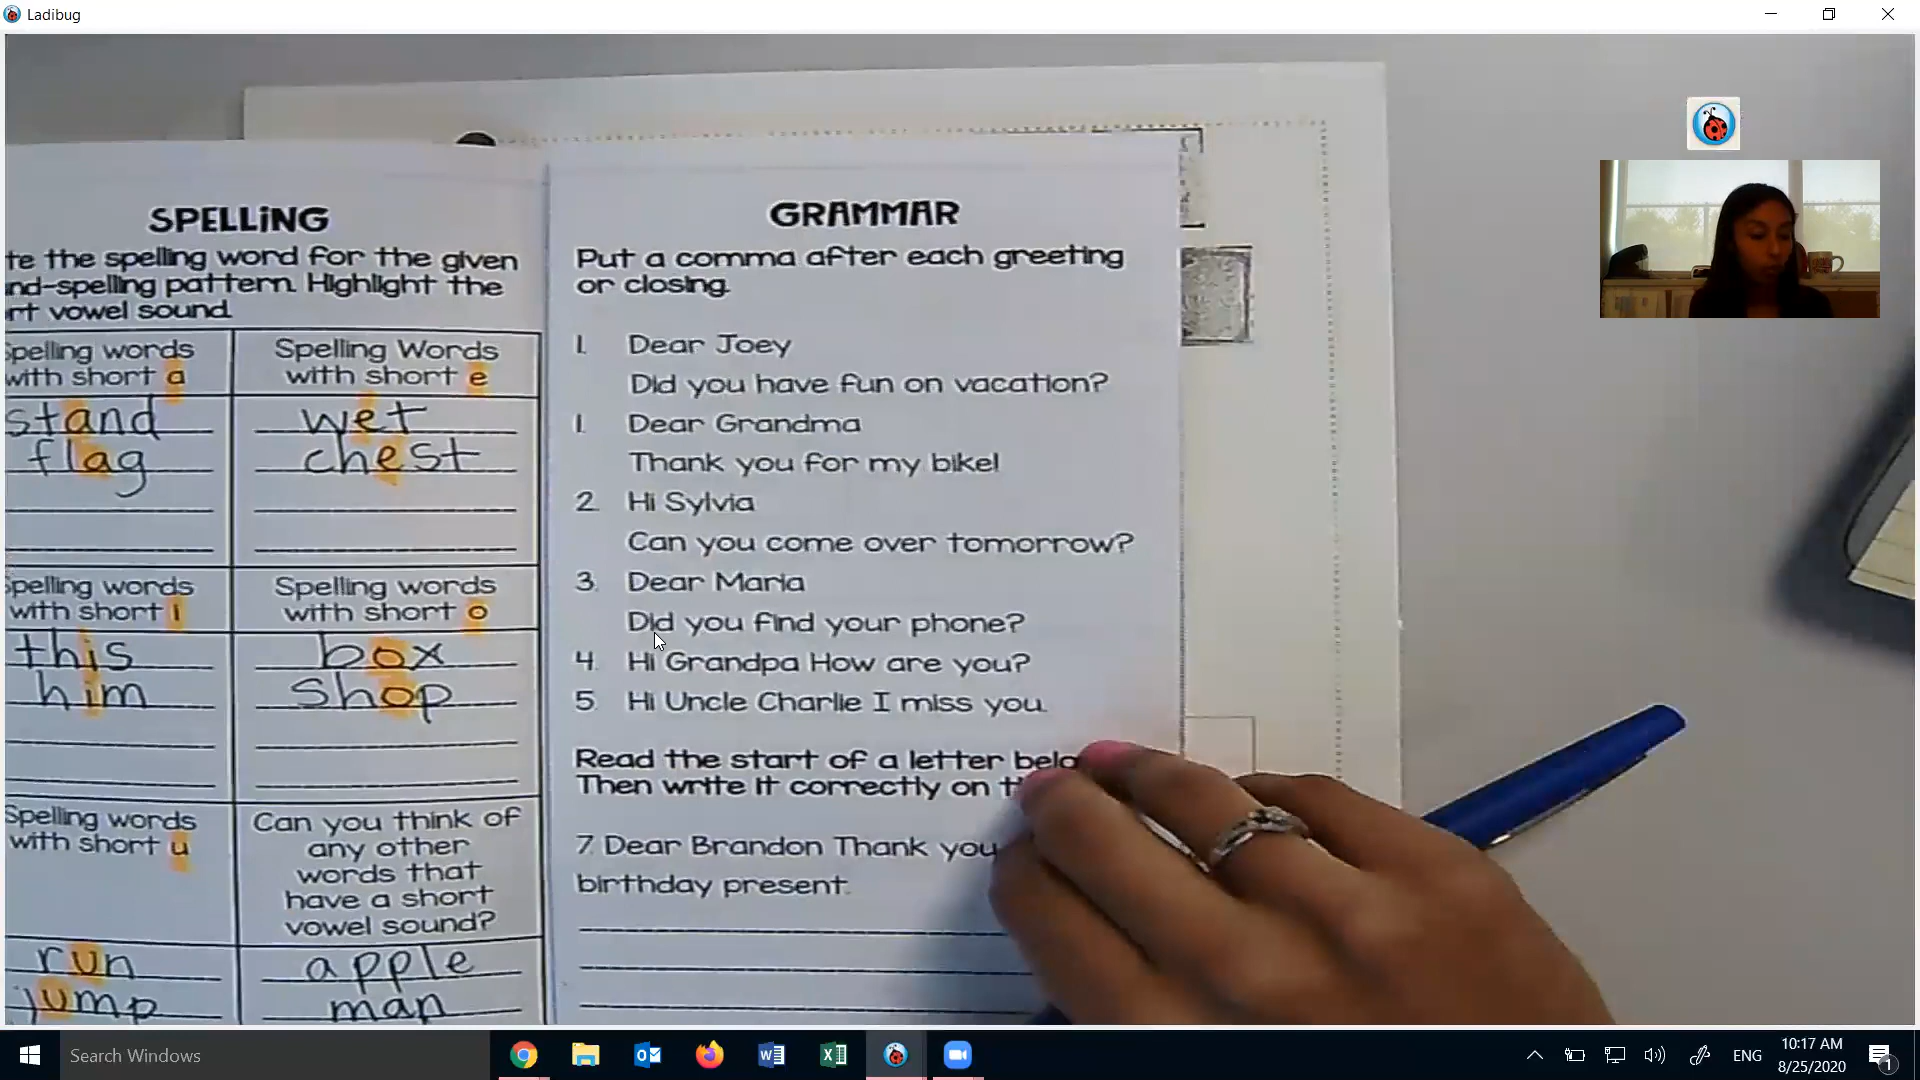 Ladibug
SPELLING
the spelling word for the given
spelling pattern. Highlight the
vowel sound.
Spelling words
with short a
Spelling Words
with short e
stand
flag
wet
chest
Spelling words
with short i
Spelling words
with short o
this
him
box
shop
Spelling words
with short u
Can you think of
any other
words that
have a short
vowel sound?
run
jump
apple
man
GRAMMAR
Put a comma after each greeting
or closing.
1. Dear Joey
Did you have fun on vacation?
1. Dear Grandma
Thank you for my bike!
2. Hi Sylvia
Can you come over tomorrow?
3. Dear Maria
Did you find your phone?
4. Hi Grandpa How are you?
5. Hi Uncle Charlie I miss you.
Read the start of a letter
Then write it correctly on
7. Dear Brandon Thank you
birthday present.
Search Windows
ENG
10:17 AM
8/25/2020
1